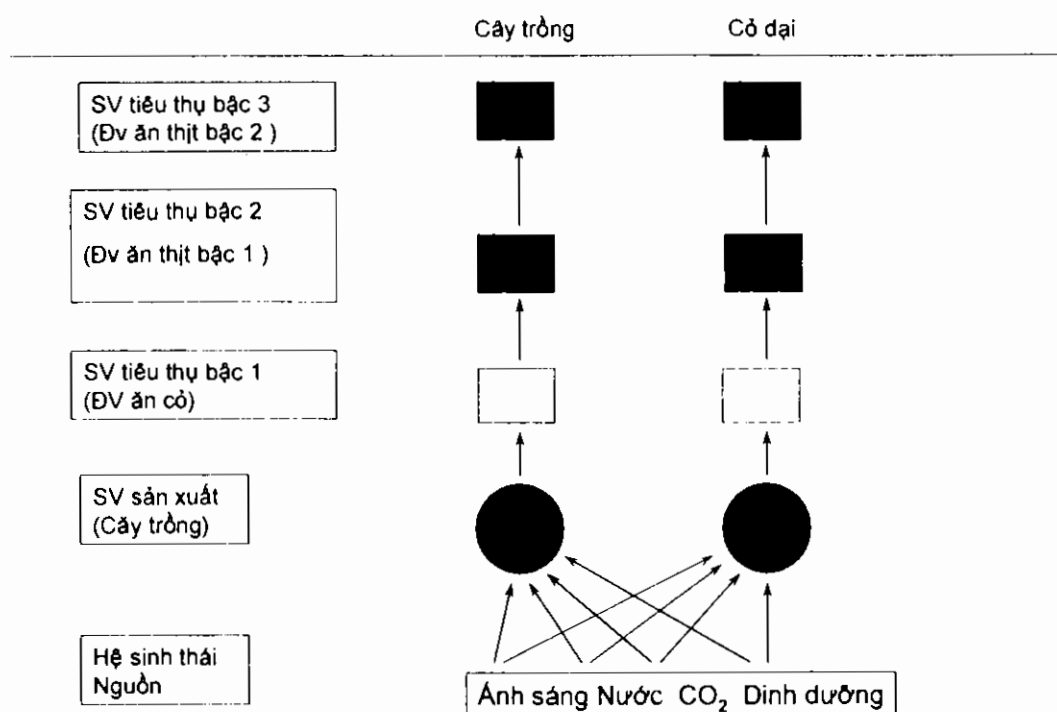 Cây trồng Cỏ dại
SV tiêu thụ bậc 3
(Đv ăn thịt bậc 2 )
SV tiêu thụ bậc 2
(Đv ăn thịt bậc 1 )
SV tiêu thụ bậc 1
(ĐV ăn cỏ)
SV sản xuất
(Cây trồng)
Hệ sinh thái
Nguồn
Ánh sáng Nước CO₂ Dinh dưỡng